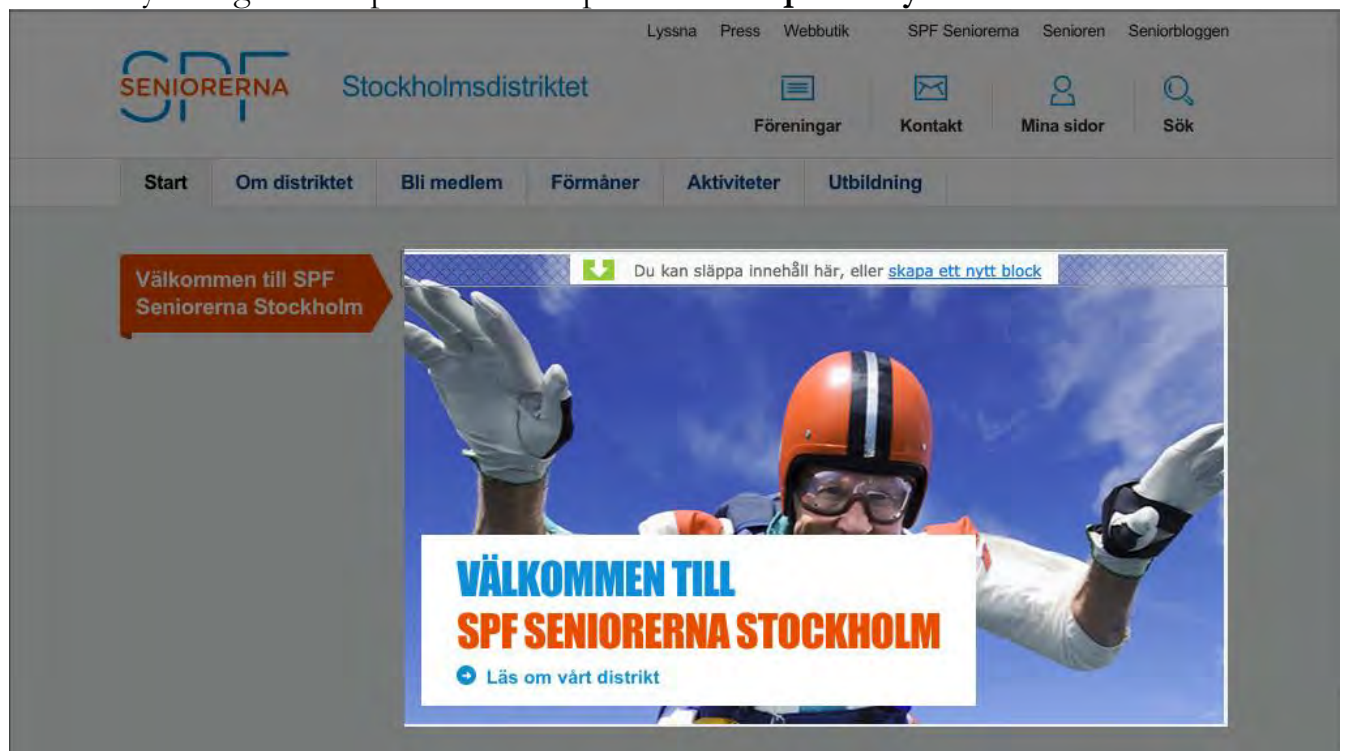 Lyssna Press Webbutik SPF Seniorerna Senioren Seniorbloggen
SPF
SENIORERNA
Stockholmsdistriktet
Föreningar Kontakt Mina sidor Sök
Start Om distriktet Bli medlem Förmåner Aktiviteter Utbildning
Välkommen till SPF
Seniorerna Stockholm
Du kan släppa innehåll här, eller skapa ett nytt block
VÄLKOMMEN TILL
SPF SENIORERNA STOCKHOLM
Läs om vårt distrikt